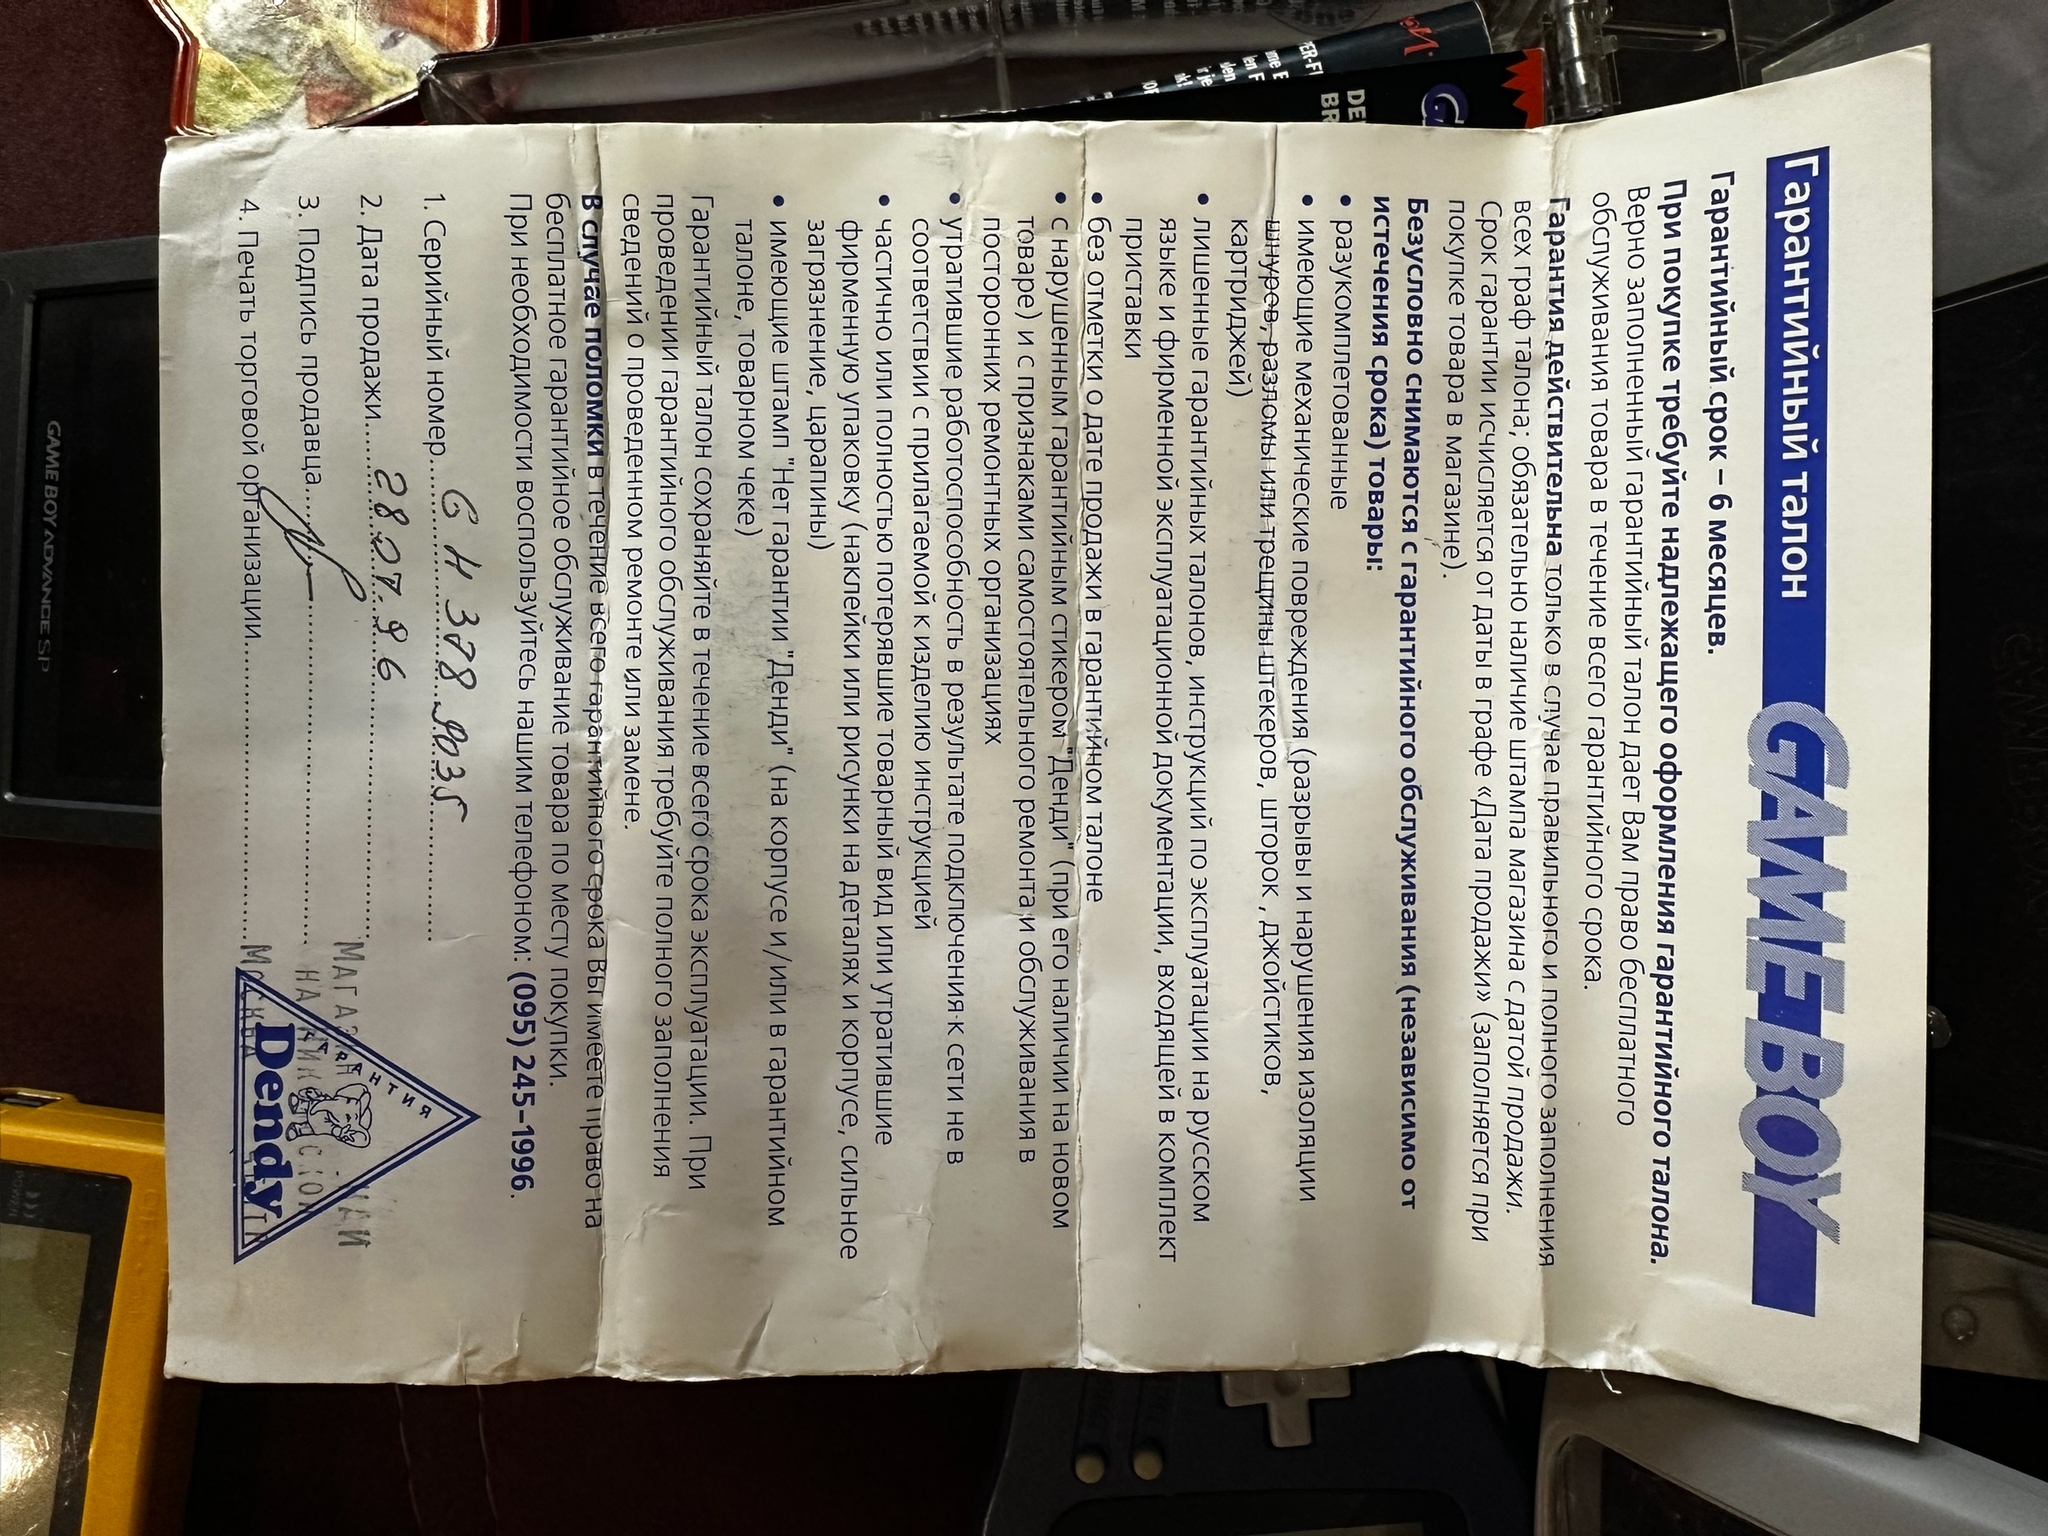 Гарантийный талон
GAME BOY
Гарантийный срок – 6 месяцев.
При покупке требуйте надлежащего оформления гарантийного талона.
Верно заполненный гарантийный талон дает Вам право бесплатного
обслуживания товара в течение всего гарантийного срока.
Гарантия действительна только в случае правильного и полного заполнения
всех граф талона; обязательно наличие штампа магазина с датой продажи.
Срок гарантии исчисляется от даты в графе «Дата продажи» (заполняется при
покупке товара в магазине).
Безусловно снимаются с гарантийного обслуживания (независимо от
истечения срока) товары:
• разукомплетованные
• имеющие механические повреждения (разрывы и нарушения изоляции
шнуров, разломы или трещины штекеров, шторок , джойстиков,
картриджей)
• лишенные гарантийных талонов, инструкций по эксплуатации на русском
языке и фирменной эксплуатационной документации, входящей в комплект
приставки
• без отметки о дате продажи в гарантийном талоне
• с нарушенным гарантийным стикером "Денди" (при его наличии на новом
товаре) и с признаками самостоятельного ремонта и обслуживания в
посторонних ремонтных организациях
• утратившие работоспособность в результате подключения к сети не в
соответствии с прилагаемой к изделию инструкцией
• частично или полностью потерявшие товарный вид или утратившие
фирменную упаковку (наклейки или рисунки на деталях и корпусе, сильное
загрязнение, царапины)
• имеющие штамп "Нет гарантии "Денди" (на корпусе и/или в гарантийном
талоне, товарном чеке)
Гарантийный талон сохраняйте в течение всего срока эксплуатации. При
проведении гарантийного обслуживания требуйте полного заполнения
сведений о проведенном ремонте или замене.
В случае поломки в течение всего гарантийного срока Вы имеете право на
бесплатное гарантийное обслуживание товара по месту покупки.
При необходимости воспользуйтесь нашим телефоном: (095) 245–1996.
1. Серийный номер G H 378 9035
2. Дата продажи 28.07.96
3. Подпись продавца
4. Печать торговой организации
МАГАЗИН
ГАРАНТИЯ
Dendy
МОСКВА
GAME BOY ADVANCE SP